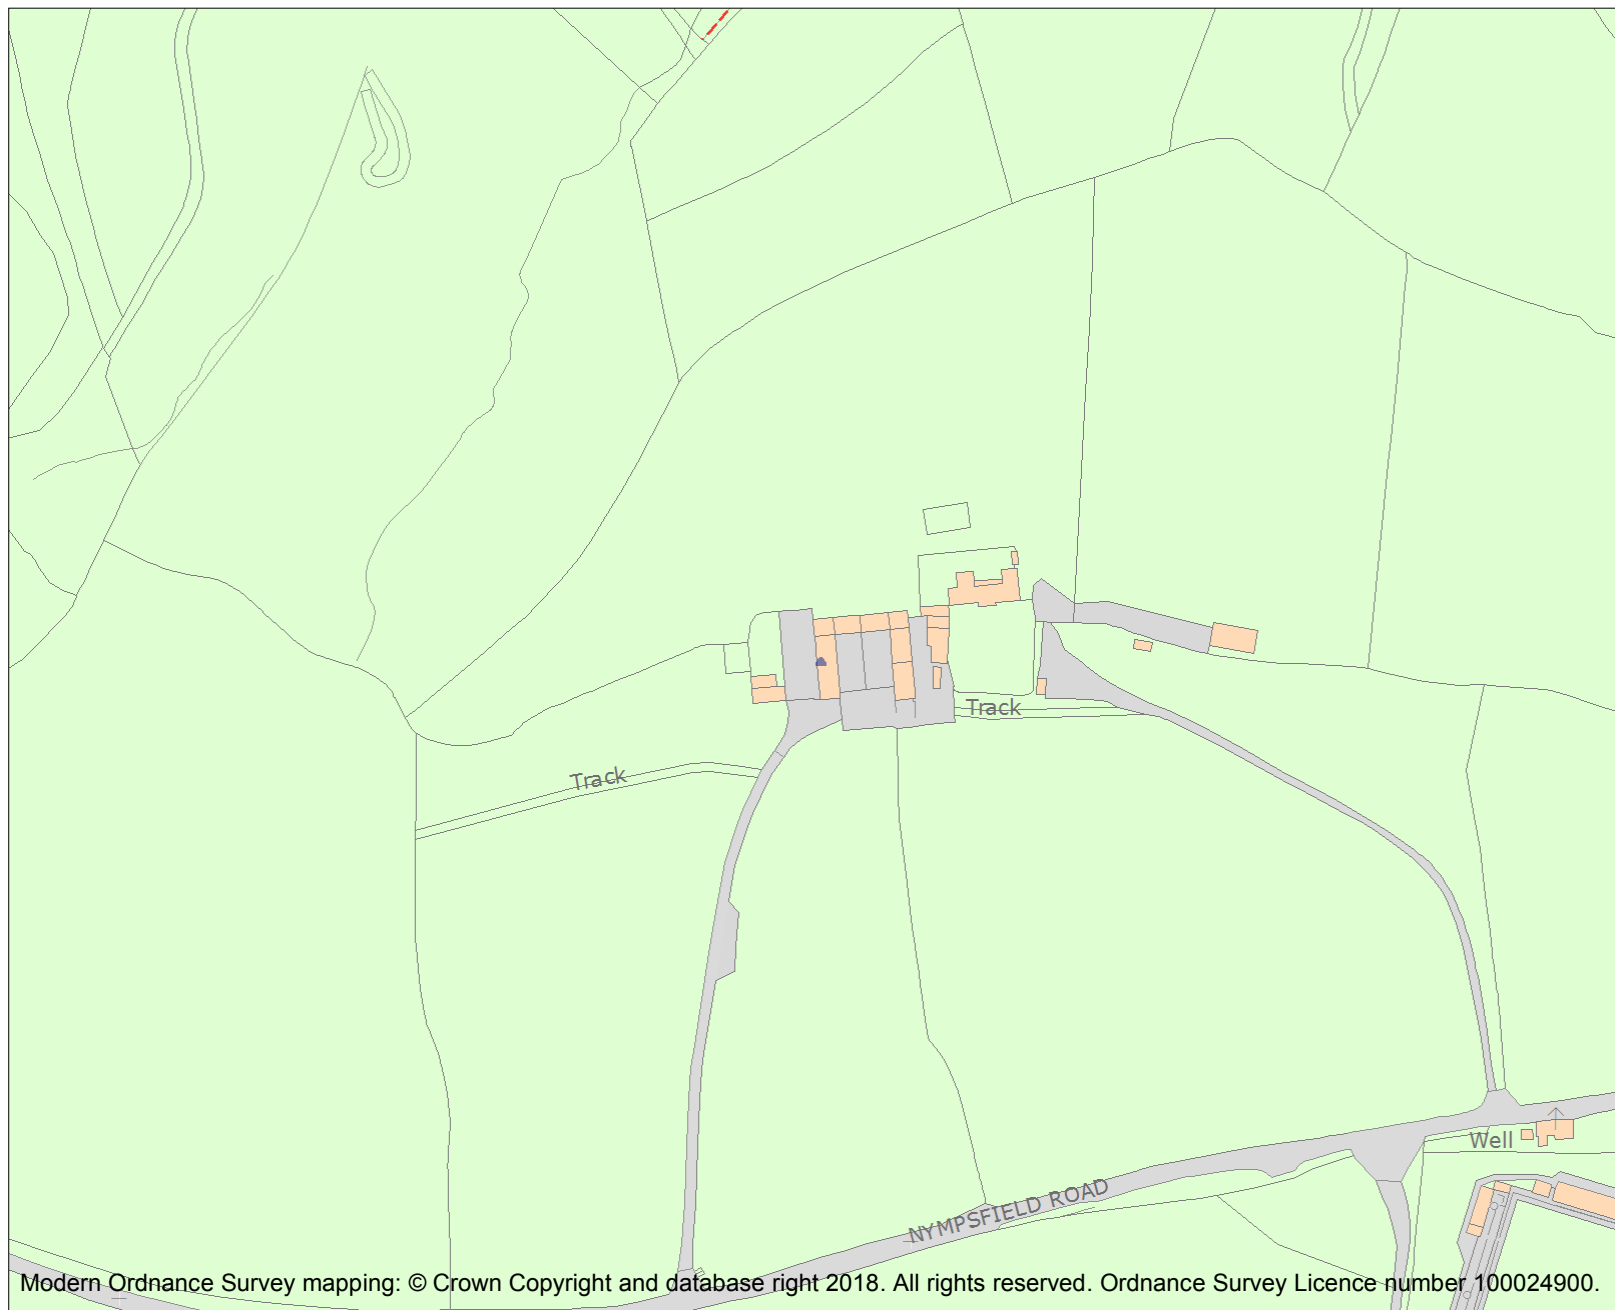 Track
Track
Well
NYMPSFIELD ROAD
Modern Ordnance Survey mapping: © Crown Copyright and database right 2018. All rights reserved. Ordnance Survey Licence number 100024900.